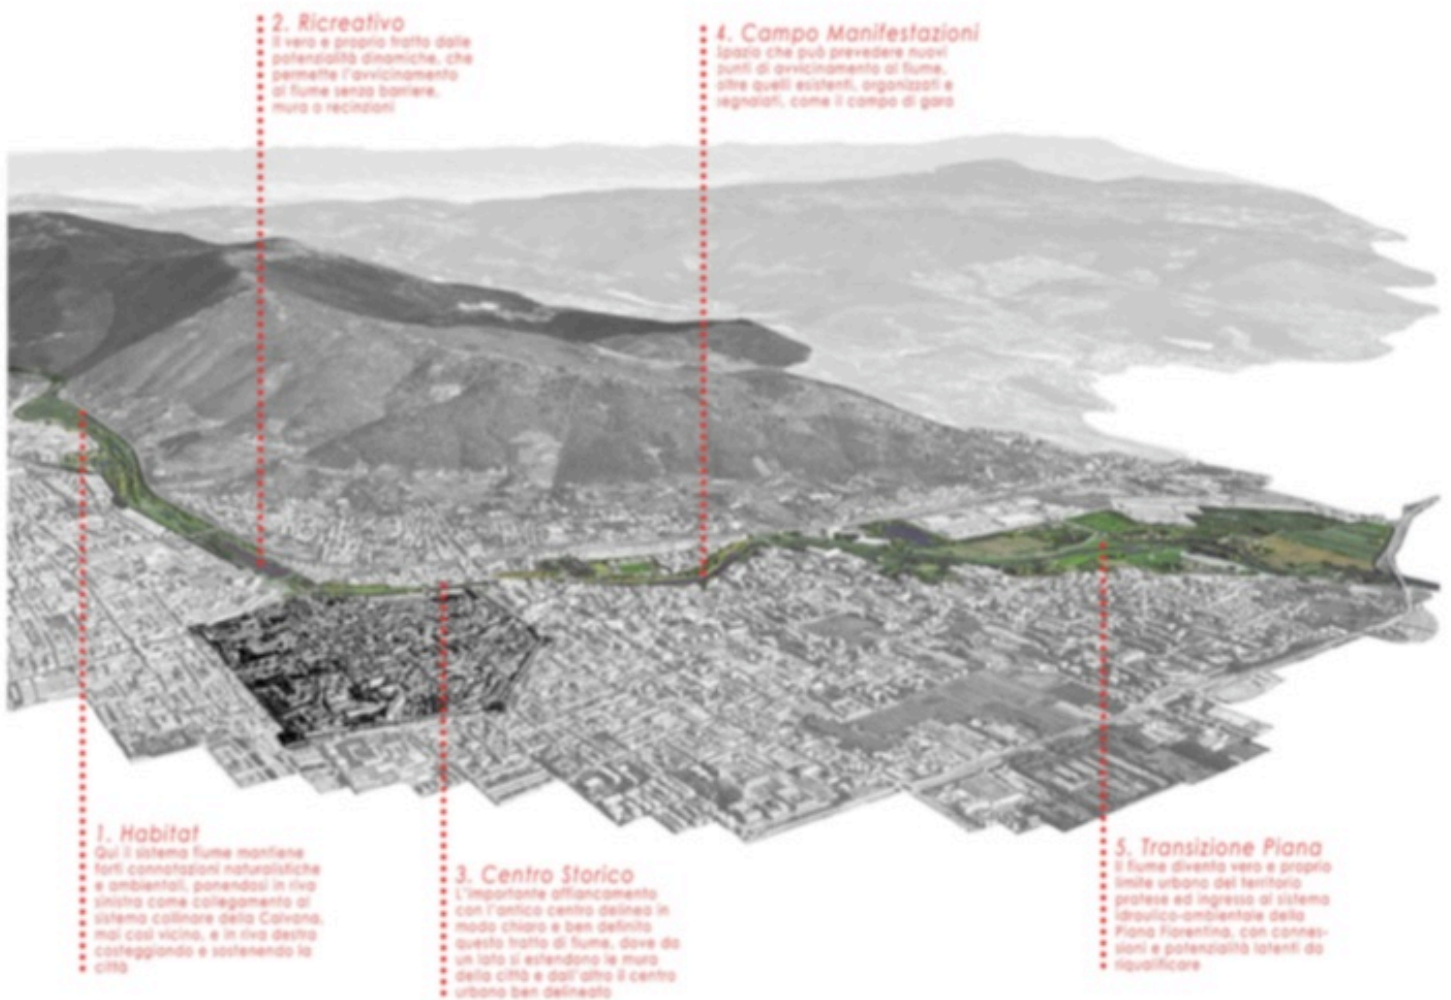 2. Ricreativo
Il vero e proprio tratto dalle
potenzialità dinamiche, che
permette l'avvicinamento
al fiume senza barriere,
mura o recinzioni
4. Campo Manifestazioni
Spazio che può prevedere nuovi
punti di avvicinamento al fiume,
oltre quelli esistenti, organizzati e
segnalati, come il campo di gara
1. Habitat
Qui il sistema fiume mantiene
forti connotazioni naturalistiche
e ambientali, ponendosi in riva
sinistra come collegamento al
sistema collinare della Calvana,
mai così vicino, e in riva destra
costeggiando e sostenendo la
città
3. Centro Storico
L'importante affiancamento
con l'antico centro delinea in
modo chiaro e ben definito
questo tratto di fiume, dove da
un lato si estendono le mura
della città e dall'altro il centro
urbano ben delineato
5. Transizione Piana
Il fiume diventa vero e proprio
limite urbano del territorio
pratese ed ingresso al sistema
idraulico-ambientale della
Piana Fiorentina, con connes-
sioni e potenzialità latenti da
riqualificare